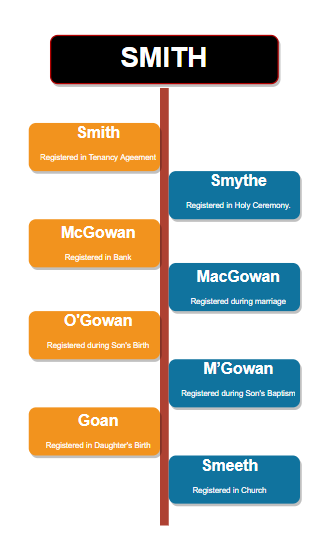 SMITH
Smith
Registered in Tenancy Ageement
Smythe
Registered in Holy Ceremony.
McGowan
Registered in Bank
MacGowan
Registered during marriage
O'Gowan
Registered during Son's Birth
M’Gowan
Registered during Son's Baptism
Goan
Registered in Daughter's Birth
Smeeth
Registered in Church